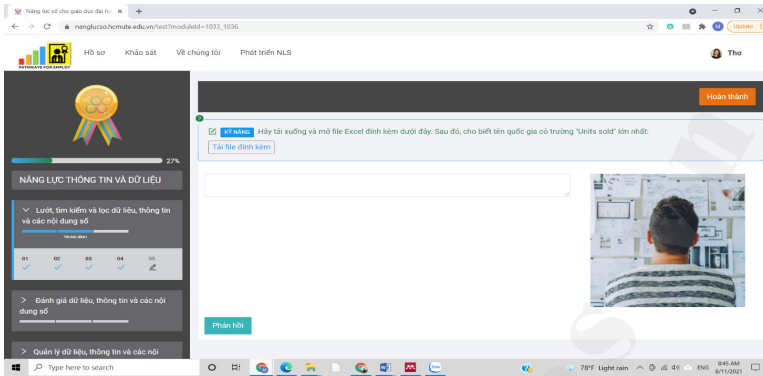 Năng lực số cho giáo dục đại họ
nanglucso.hcmute.edu.vn/test?moduleId=1033_1036
M
Update
PATHWAYS FOR EMPLOY
Hồ sơ
Khảo sát
Về chúng tôi
Phát triển NLS
Tho
Hoàn thành
KỸ NĂNG Hãy tải xuống và mở file Excel đính kèm dưới đây. Sau đó, cho biết tên quốc gia có trường "Units sold" lớn nhất:
Tải file đính kèm
27%
NĂNG LỰC THÔNG TIN VÀ DỮ LIỆU
Lướt, tìm kiếm và lọc dữ liệu, thông tin
và các nội dung số
TRUNG BÌNH
01 02 03 04 05
Đánh giá dữ liệu, thông tin và các nội
dung số
Quản lý dữ liệu, thông tin và các nội
Phản hồi
Type here to search
78°F Light rain
ENG
8:45 AM
8/11/2021